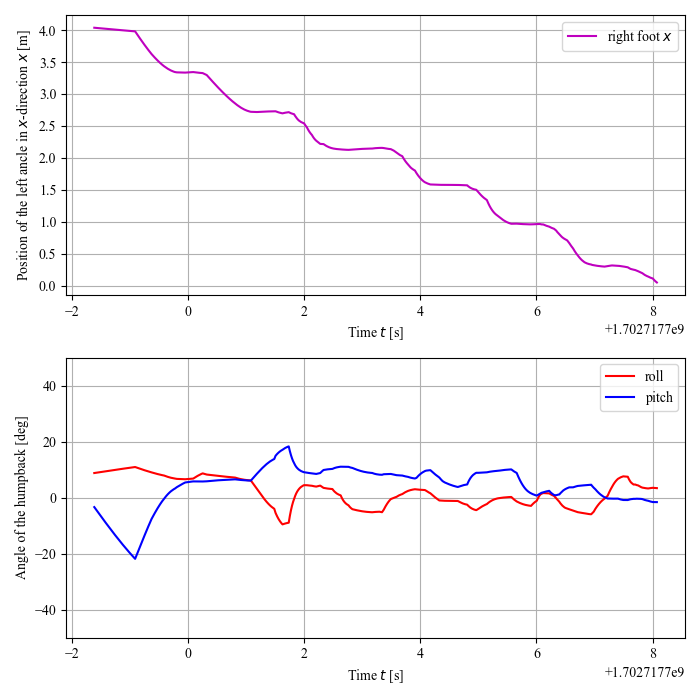 Position of the left angle in x-direction x [m]
4.0
3.5
3.0
2.5
2.0
1.5
1.0
0.5
0.0
right foot x
−2 0 2 4 6 8
+1.7027177e9
Time t [s]
Angle of the humpback [deg]
40
20
0
−20
−40
roll
pitch
−2 0 2 4 6 8
+1.7027177e9
Time t [s]